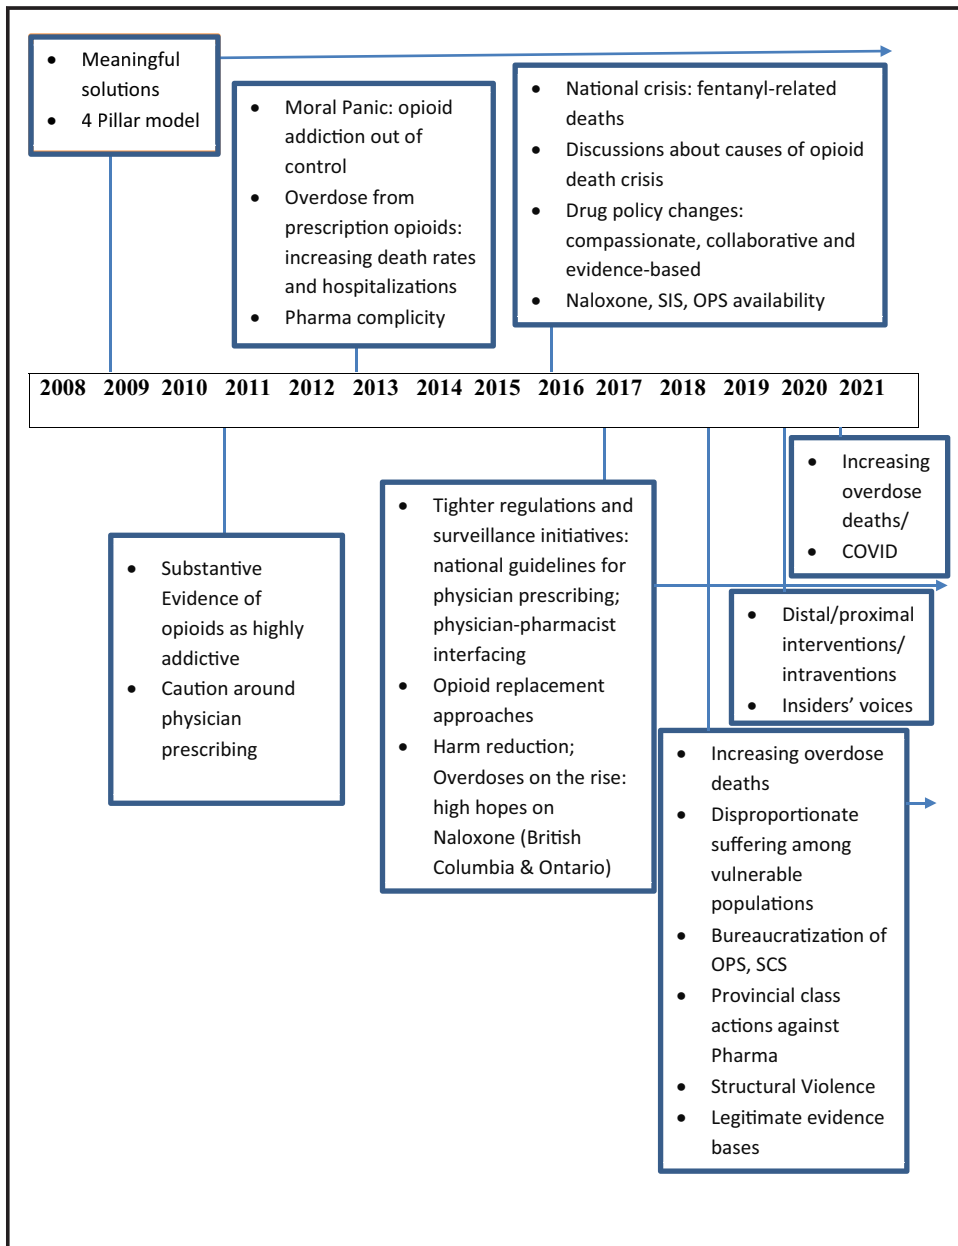 • Meaningful
solutions
• 4 Pillar model
• Moral Panic: opioid
addiction out of
control
• Overdose from
prescription opioids:
increasing death rates
and hospitalizations
• Pharma complicity
• National crisis: fentanyl-related
deaths
• Discussions about causes of opioid
death crisis
• Drug policy changes:
compassionate, collaborative and
evidence-based
• Naloxone, SIS, OPS availability
2008 2009 2010 2011 2012 2013 2014 2015 2016 2017 2018 2019 2020 2021
• Substantive
Evidence of
opioids as highly
addictive
• Caution around
physician
prescribing
• Tighter regulations and
surveillance initiatives:
national guidelines for
physician prescribing;
physician-pharmacist
interfacing
• Opioid replacement
approaches
• Harm reduction;
Overdoses on the rise:
high hopes on
Naloxone (British
Columbia & Ontario)
• Increasing
overdose
deaths/
• COVID
• Distal/proximal
interventions/
intraventions
• Insiders’ voices
• Increasing overdose
deaths
• Disproportionate
suffering among
vulnerable
populations
• Bureaucratization of
OPS, SCS
• Provincial class
actions against
Pharma
• Structural Violence
• Legitimate evidence
bases